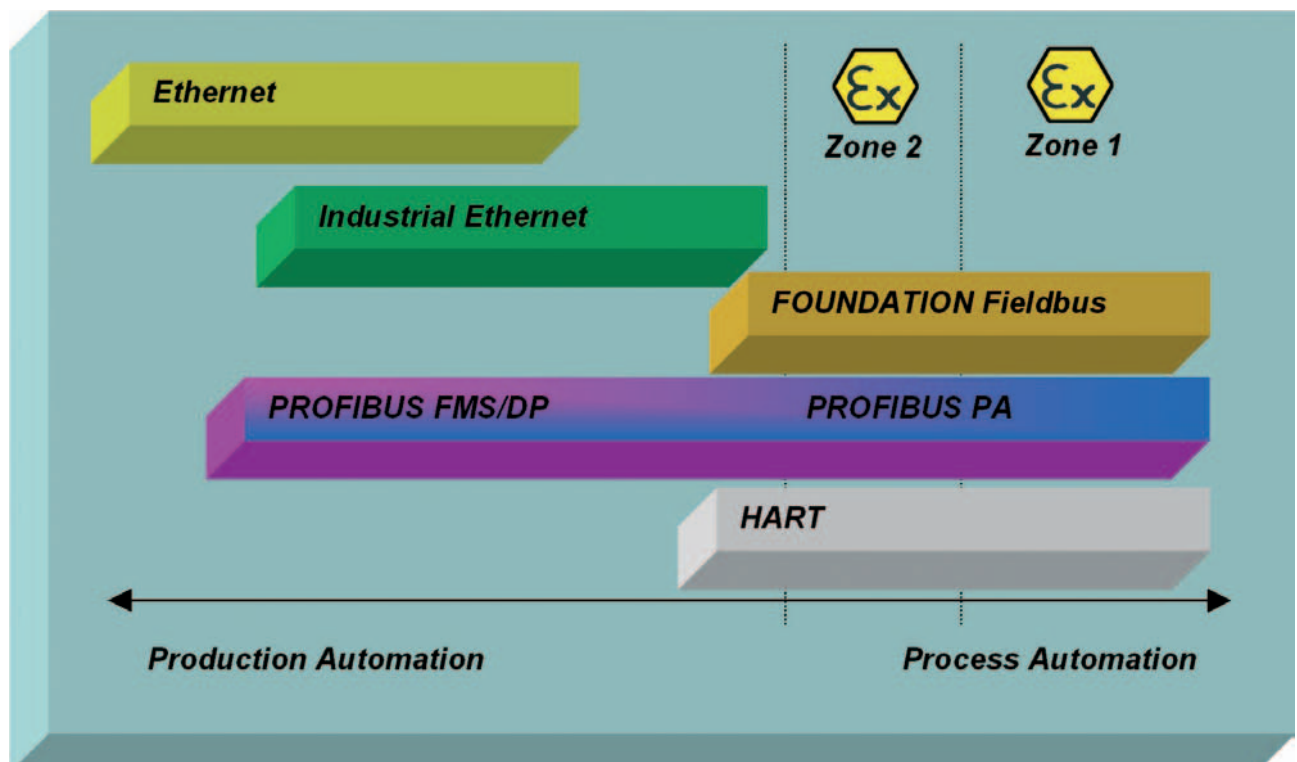 Ethernet
Ex
Ex
Zone 2
Zone 1
Industrial Ethernet
FOUNDATION Fieldbus
PROFIBUS FMS/DP
PROFIBUS PA
HART
Production Automation
Process Automation